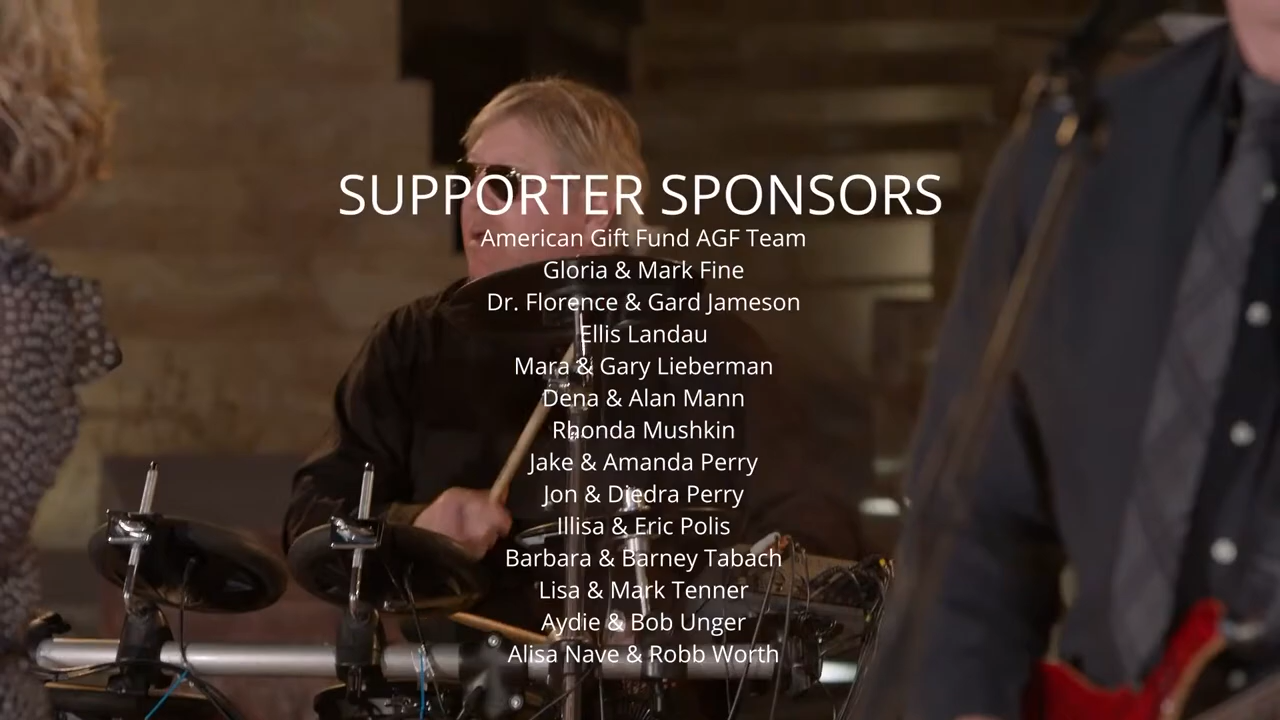 SUPPORTER SPONSORS
American Gift Fund AGF Team
Gloria & Mark Fine
Dr. Florence & Gard Jameson
Ellis Landau
Mara & Gary Lieberman
Dena & Alan Mann
Rhonda Mushkin
Jake & Amanda Perry
Jon & Diedra Perry
Illisa & Eric Polis
Barbara & Barney Tabach
Lisa & Mark Tenner
Aydie & Bob Unger
Alisa Nave & Robb Worth